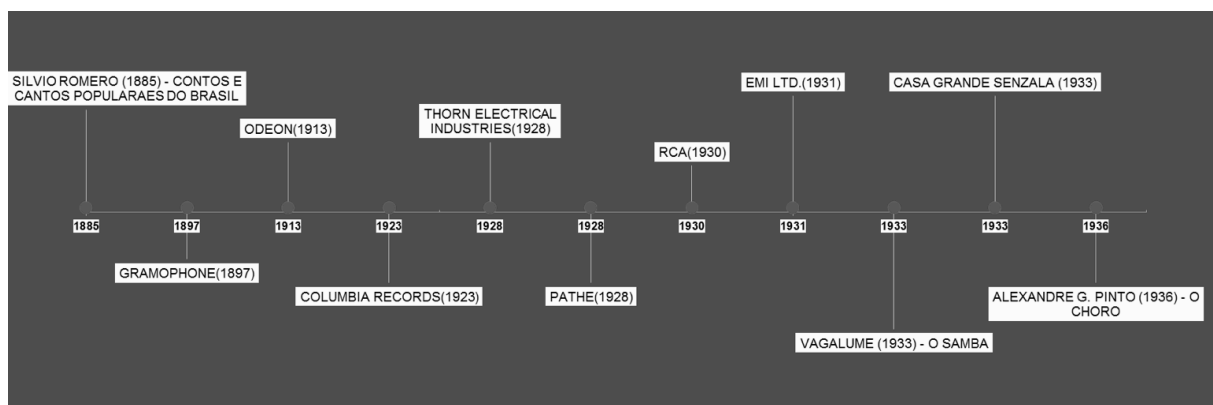 SILVIO ROMERO (1885) - CONTOS E
CANTOS POPULARAES DO BRASIL
ODEON(1913)
THORN ELECTRICAL
INDUSTRIES(1928)
RCA(1930)
EMI LTD.(1931)
CASA GRANDE SENZALA (1933)
1885
1897
1913
1923
1928
1928
1930
1931
1933
1933
1936
GRAMOPHONE(1897)
COLUMBIA RECORDS(1923)
PATHE(1928)
VAGALUME (1933) - O SAMBA
ALEXANDRE G. PINTO (1936) - O
CHORO